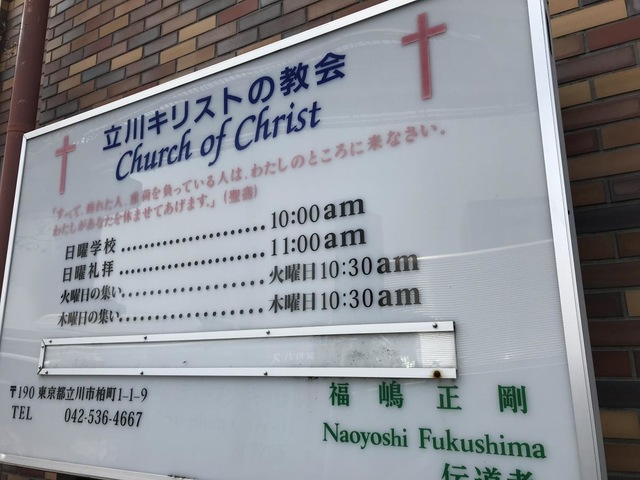 立川キリストの教会
Church of Christ
「すべて、疲れた人、重荷を負っている人は、わたしのところに来なさい。
わたしがあなたを休ませてあげます。」(聖書)
日曜学校.........................10:00am
日曜礼拝.........................11:00am
火曜日の集い....................火曜日10:30am
木曜日の集い....................木曜日10:30am
〒190 東京都立川市柏町1-1-9
TEL 042-536-4667
福嶋正剛
Naoyoshi Fukushima
伝道者